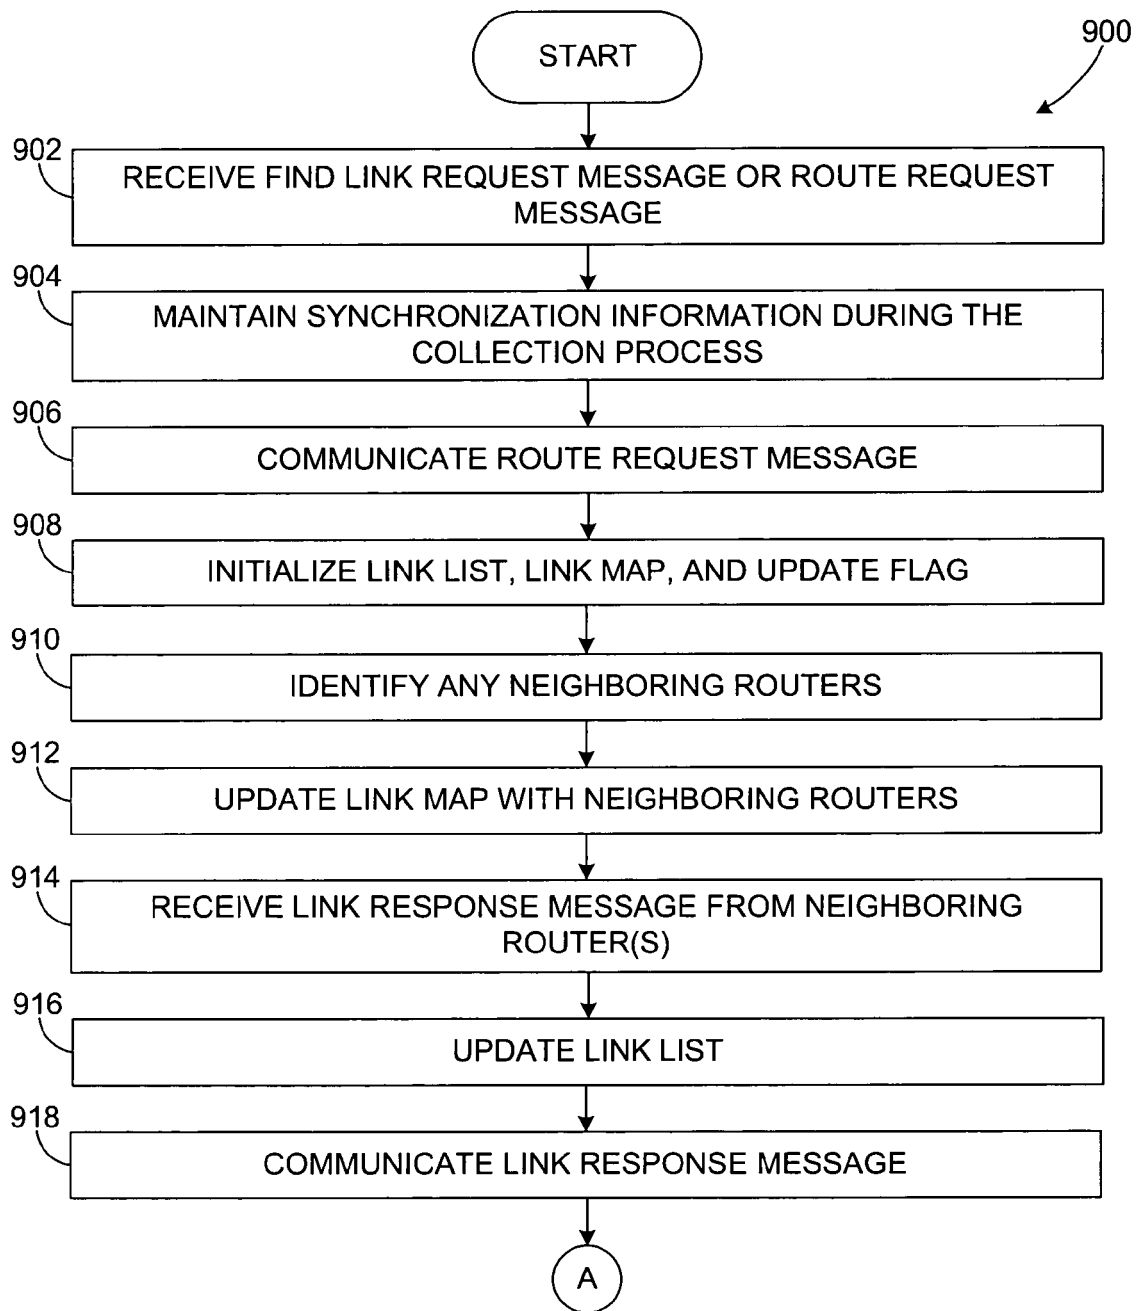 START
900
902
RECEIVE FIND LINK REQUEST MESSAGE OR ROUTE REQUEST
MESSAGE
904
MAINTAIN SYNCHRONIZATION INFORMATION DURING THE
COLLECTION PROCESS
906
COMMUNICATE ROUTE REQUEST MESSAGE
908
INITIALIZE LINK LIST, LINK MAP, AND UPDATE FLAG
910
IDENTIFY ANY NEIGHBORING ROUTERS
912
UPDATE LINK MAP WITH NEIGHBORING ROUTERS
914
RECEIVE LINK RESPONSE MESSAGE FROM NEIGHBORING
ROUTER(S)
916
UPDATE LINK LIST
918
COMMUNICATE LINK RESPONSE MESSAGE
A